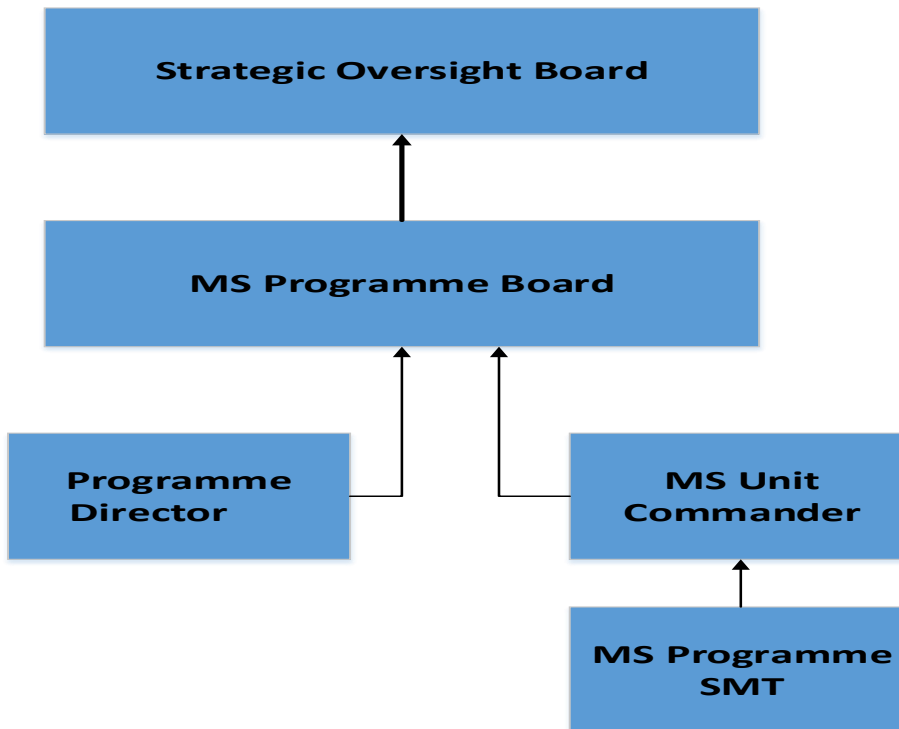 Strategic Oversight Board
MS Programme Board
Programme
Director
MS Unit
Commander
MS Programme
SMT